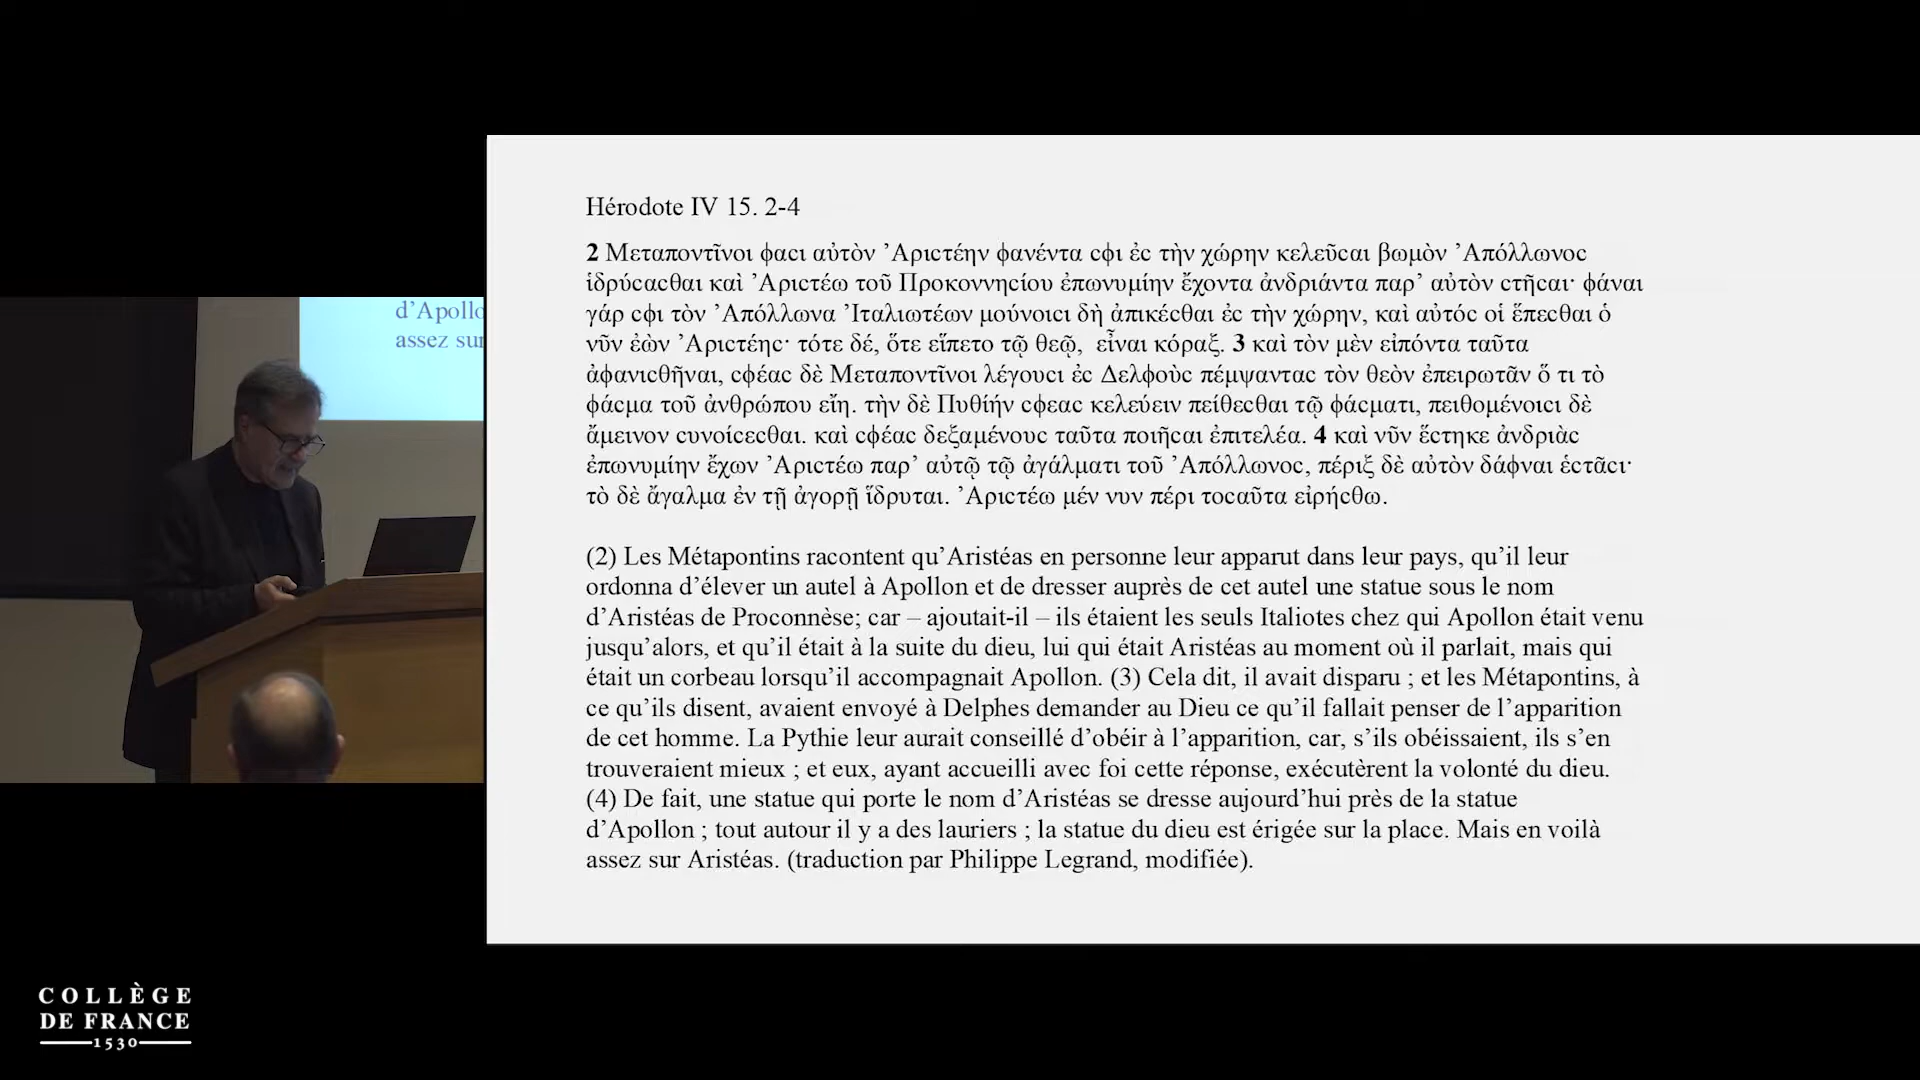 Hérodote IV 15. 2-4
2 Μεταποντῖνοι φαϲι αὐτὸν ᾽Αριϲτέην φανέντα ϲφι ἐϲ τὴν χώρην κελεῦϲαι βωμὸν ᾽Απόλλωνοϲ
ἱδρύϲαϲθαι καὶ ᾽Αριϲτέω τοῦ Προκοννηϲίου ἐπωνυμίην ἔχοντα ἀνδριάντα παρ’ αὐτὸν ϲτῆϲαι· φάναι
γάρ ϲφι τὸν ᾽Απόλλωνα ᾽Ιταλιωτέων μούνοιϲι δὴ ἀπικέϲθαι ἐϲ τὴν χώρην, καὶ αὐτόϲ οἱ ἕπεϲθαι ὁ
νῦν ἐὼν ᾽Αριϲτέηϲ· τότε δέ, ὅτε εἵπετο τῷ θεῷ, εἶναι κόραξ. 3 καὶ τὸν μὲν εἰπόντα ταῦτα
ἀφανιϲθῆναι, ϲφέαϲ δὲ Μεταποντῖνοι λέγουϲι ἐϲ Δελφοὺϲ πέμψανταϲ τὸν θεὸν ἐπειρωτᾶν ὅ τι τὸ
φάϲμα τοῦ ἀνθρώπου εἴη. τὴν δὲ Πυθίήν ϲφεαϲ κελεύειν πείθεϲθαι τῷ φάϲματι, πειθομένοιϲι δὲ
ἄμεινον ϲυνοίϲεϲθαι. καὶ ϲφέαϲ δεξαμένουϲ ταῦτα ποιῆϲαι ἐπιτελέα. 4 καὶ νῦν ἕϲτηκε ἀνδριὰϲ
ἐπωνυμίην ἔχων ᾽Αριϲτέω παρ’ αὐτῷ τῷ ἀγάλματι τοῦ ᾽Απόλλωνοϲ, πέριξ δὲ αὐτὸν δάφναι ἑϲτᾶϲι·
τὸ δὲ ἄγαλμα ἐν τῇ ἀγορῇ ἵδρυται. ᾽Αριϲτέω μέν νυν πέρι τοϲαῦτα εἰρήϲθω.
(2) Les Métapontins racontent qu’Aristéas en personne leur apparut dans leur pays, qu’il leur
ordonna d’élever un autel à Apollon et de dresser auprès de cet autel une statue sous le nom
d’Aristéas de Proconnèse; car – ajoutait-il – ils étaient les seuls Italiotes chez qui Apollon était venu
jusqu’alors, et qu’il était à la suite du dieu, lui qui était Aristéas au moment où il parlait, mais qui
était un corbeau lorsqu’il accompagnait Apollon. (3) Cela dit, il avait disparu ; et les Métapontins, à
ce qu’ils disent, avaient envoyé à Delphes demander au Dieu ce qu’il fallait penser de l’apparition
de cet homme. La Pythie leur aurait conseillé d’obéir à l’apparition, car, s’ils obéissaient, ils s’en
trouveraient mieux ; et eux, ayant accueilli avec foi cette réponse, exécutèrent la volonté du dieu.
(4) De fait, une statue qui porte le nom d’Aristéas se dresse aujourd’hui près de la statue
d’Apollon ; tout autour il y a des lauriers ; la statue du dieu est érigée sur la place. Mais en voilà
assez sur Aristéas. (traduction par Philippe Legrand, modifiée).
d’Apollo
assez sur
COLLÈGE
DE FRANCE
1530